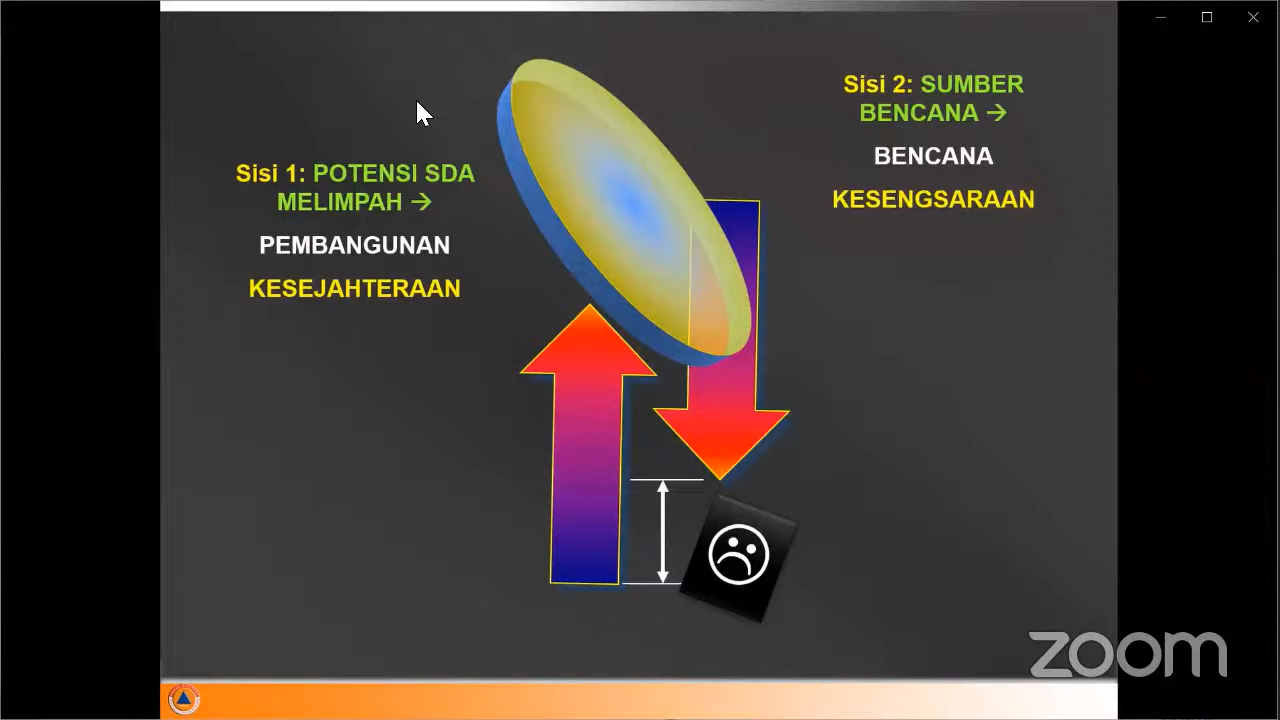 Sisi 1: POTENSI SDA
MELIMPAH →
PEMBANGUNAN
KESEJAHTERAAN
Sisi 2: SUMBER
BENCANA →
BENCANA
KESENGSARAAN
zoom